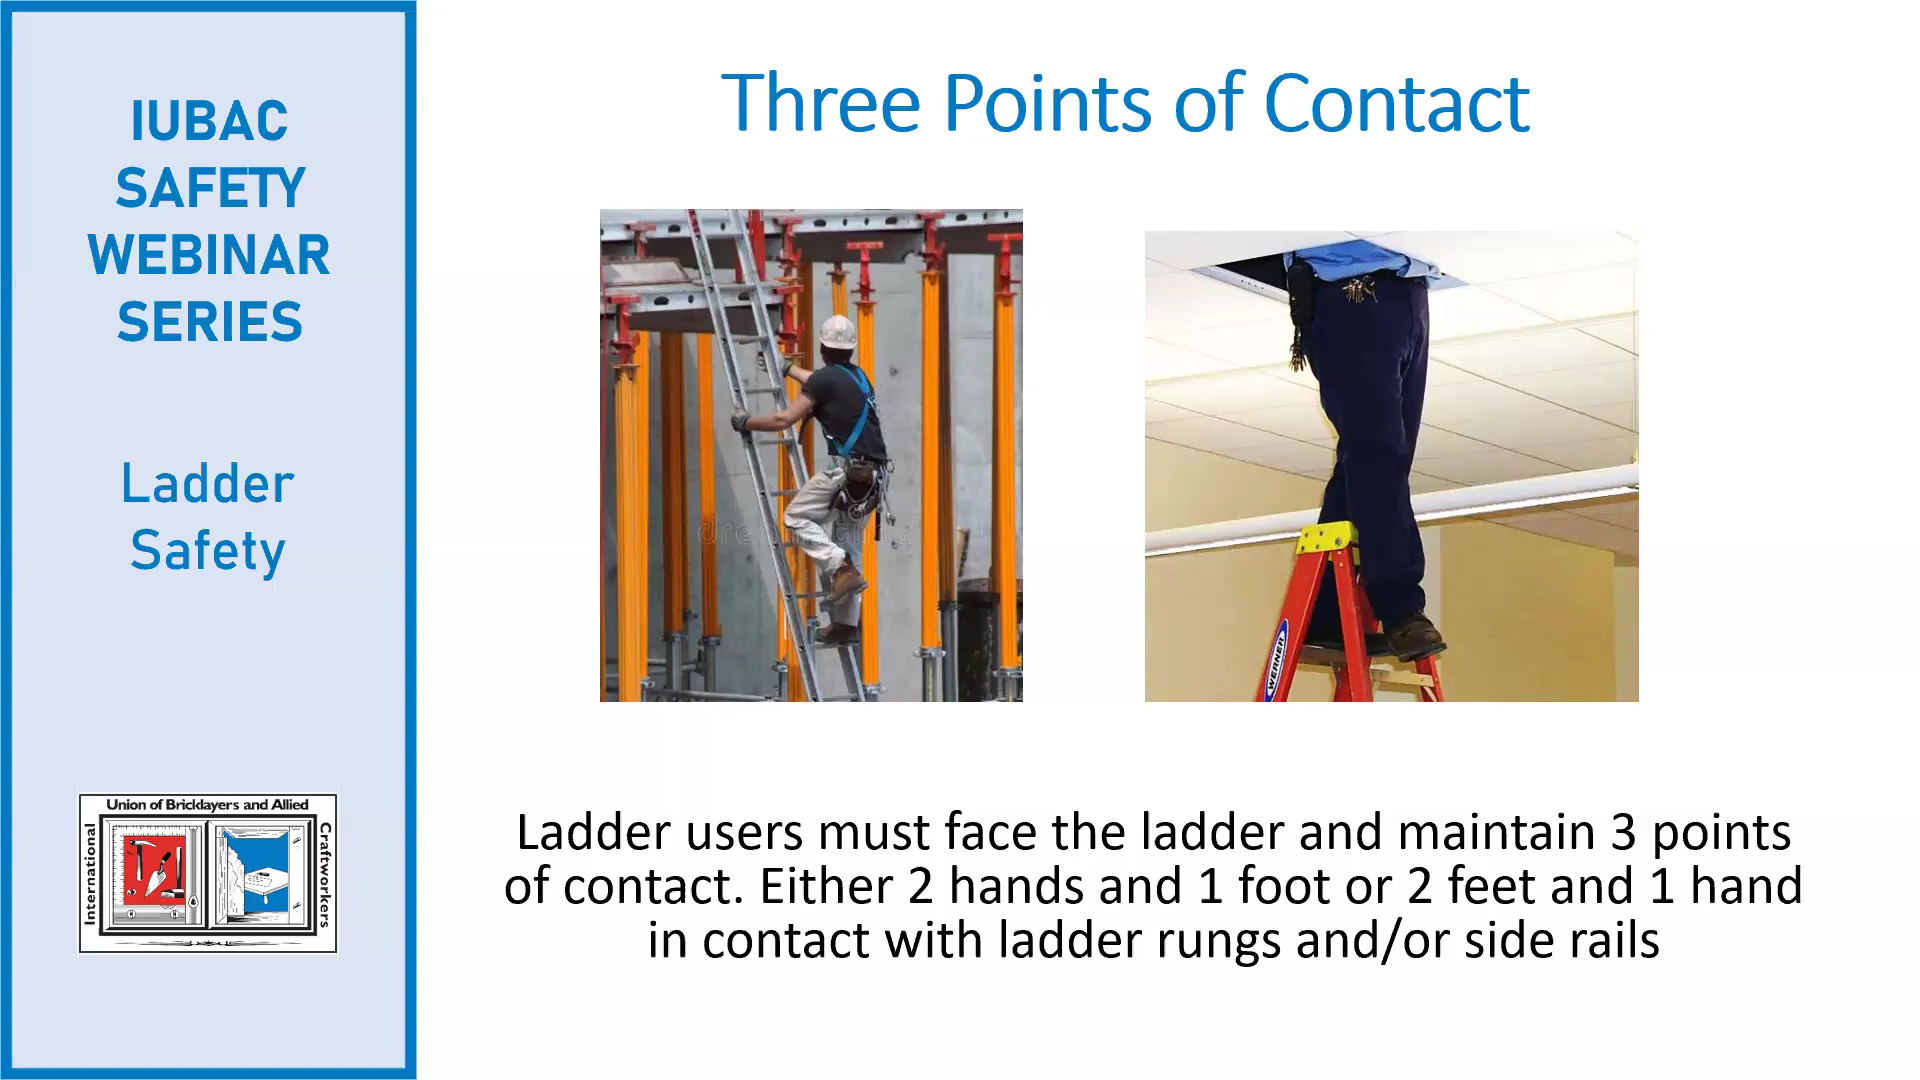 IUBAC
SAFETY
WEBINAR
SERIES
Ladder
Safety
Union of Bricklayers and Allied
International
Craftworkers
Three Points of Contact
WERNER
Ladder users must face the ladder and maintain 3 points
of contact. Either 2 hands and 1 foot or 2 feet and 1 hand
in contact with ladder rungs and/or side rails